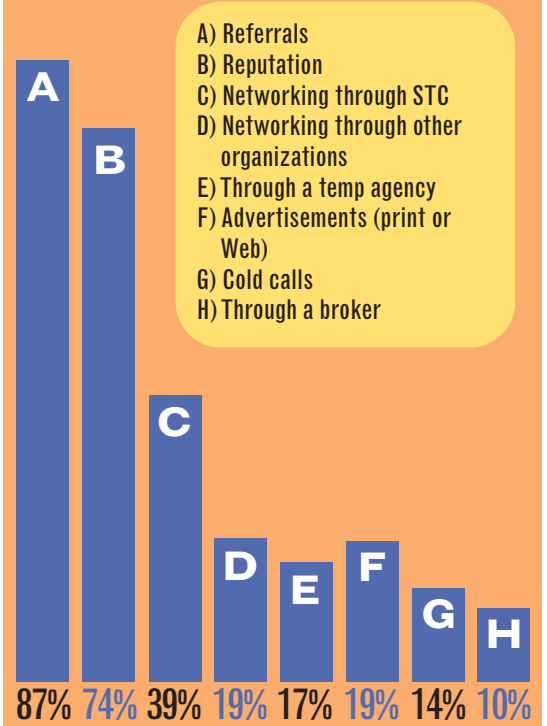 A) Referrals
B) Reputation
C) Networking through STC
D) Networking through other
organizations
E) Through a temp agency
F) Advertisements (print or
Web)
G) Cold calls
H) Through a broker
A
B
C
D
E
F
G
H
87% 74% 39% 19% 17% 19% 14% 10%